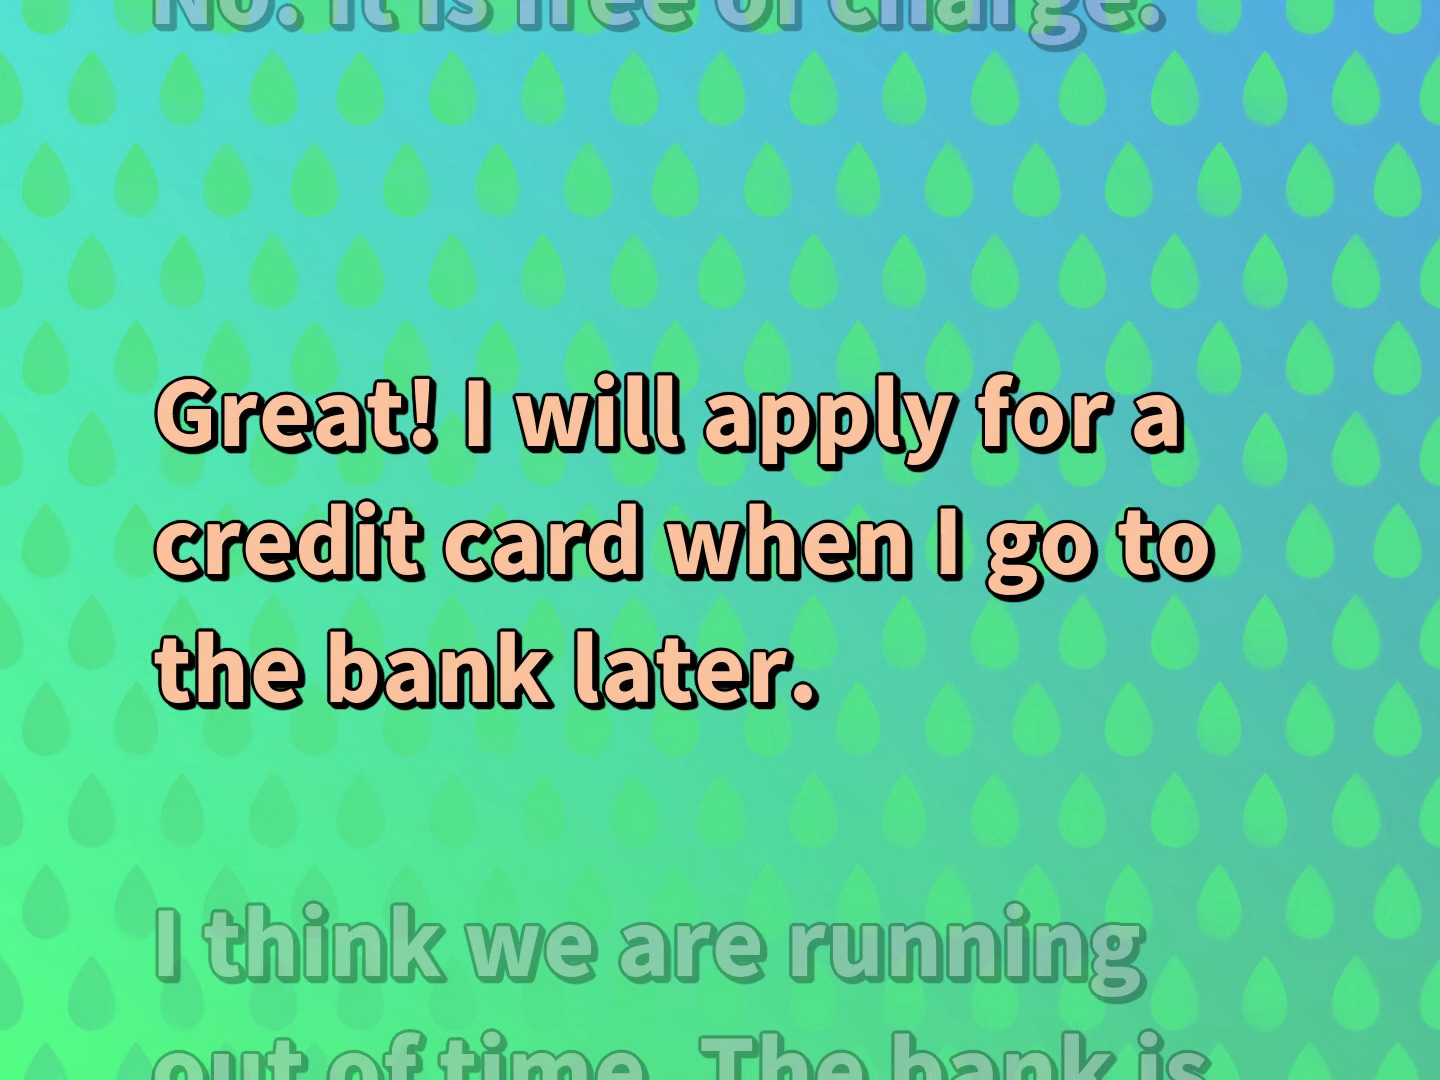 No. It is free of charge.
Great! I will apply for a
credit card when I go to
the bank later.
I think we are running
out of time. The bank is